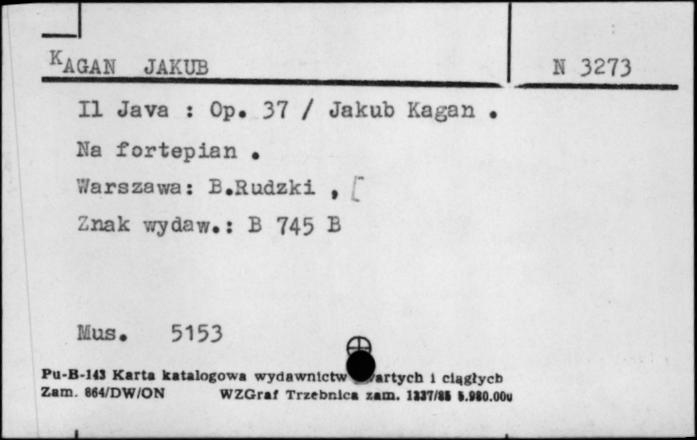 KAGAN JAKUB N 3273
Il Java : Op. 37 / Jakub Kagan .
Na fortepian .
Warszawa: B.Rudzki , [
Znak wydaw.: B 745 B
Mus. 5153
Pu-B-143 Karta katalogowa wydawnictw zwartych i ciągłych
Zam. 864/DW/ON WZGraf Trzebnica zam.